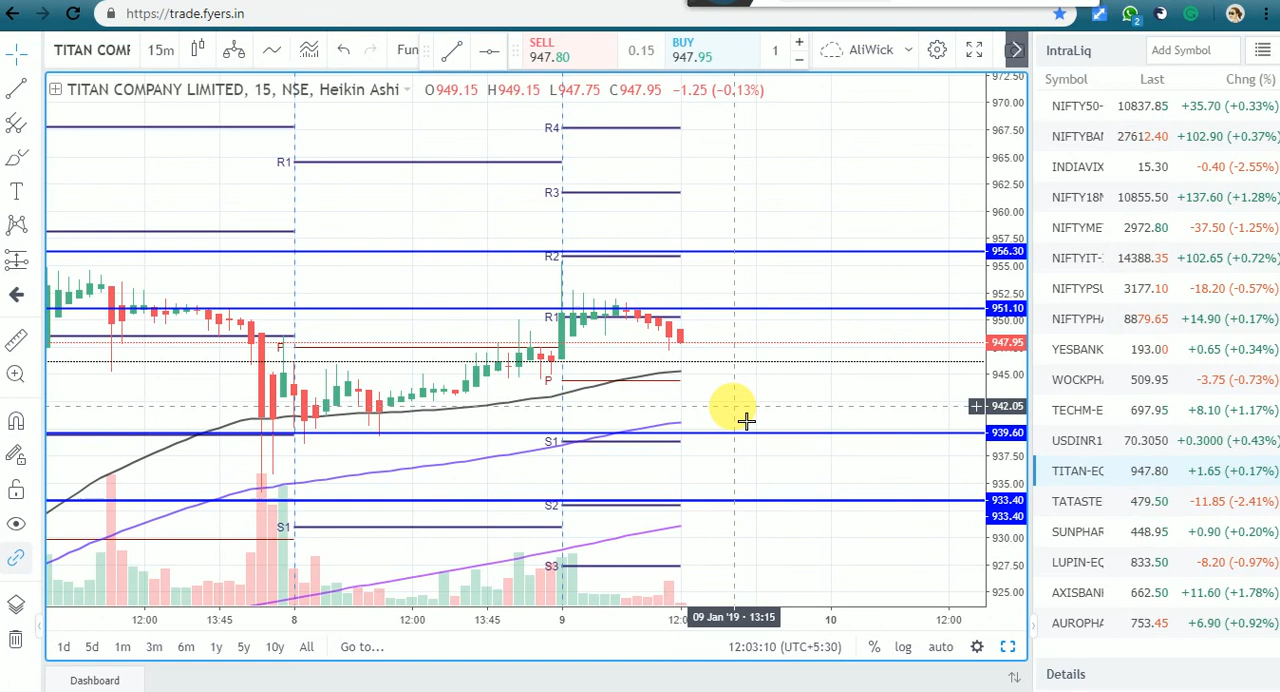 https://trade.fyers.in
2
TITAN COMF
15m
Fun
SELL
947.80
0.15
BUY
947.95
1
AliWick
IntraLiq
Add Symbol
TITAN COMPANY LIMITED, 15, NSE, Heikin Ashi
O949.15 H949.15 L947.75 C947.95 −1.25 (−0.13%)
Symbol Last Chng (%)
NIFTY50- 10837.85 +35.70 (+0.33%)
NIFTYBAI 27612.40 +102.90 (+0.37%)
INDIAVIX 15.30 -0.40 (-2.55%)
NIFTY18N 10855.50 +137.60 (+1.28%)
NIFTYME 2972.80 -37.50 (-1.25%)
NIFTYIT- 14388.35 +102.65 (+0.72%)
NIFTYPSU 3177.10 -18.20 (-0.57%)
NIFTYPHA 8879.65 +14.90 (+0.17%)
YESBANK 193.00 +0.65 (+0.34%)
WOCKPH 509.95 -3.75 (-0.73%)
TECHM-E 697.95 +8.10 (+1.17%)
USDINR1 70.3050 +0.3000 (+0.43%)
TITAN-EQ 947.80 +1.65 (+0.17%)
TATASTE 479.50 -11.85 (-2.41%)
SUNPHAR 448.95 +0.90 (+0.20%)
LUPIN-EQ 833.50 -8.20 (-0.97%)
AXISBANI 662.50 +11.60 (+1.78%)
AUROPHA 753.45 +6.90 (+0.92%)
Details
972.50
970.00
967.50
965.00
962.50
960.00
957.50
956.30
955.00
952.50
951.10
950.00
947.95
945.00
942.05
939.60
937.50
935.00
933.40
933.40
930.00
927.50
925.00
R4
R1
R3
R2
R1
P
P
S1
S2
S1
S3
12:00 13:45 8 12:00 13:45 9 12:0 09 Jan '19 · 13:15 10 12:00
1d 5d 1m 3m 6m 1y 5y 10y All Go to... 12:03:10 (UTC+5:30) % log auto
Dashboard